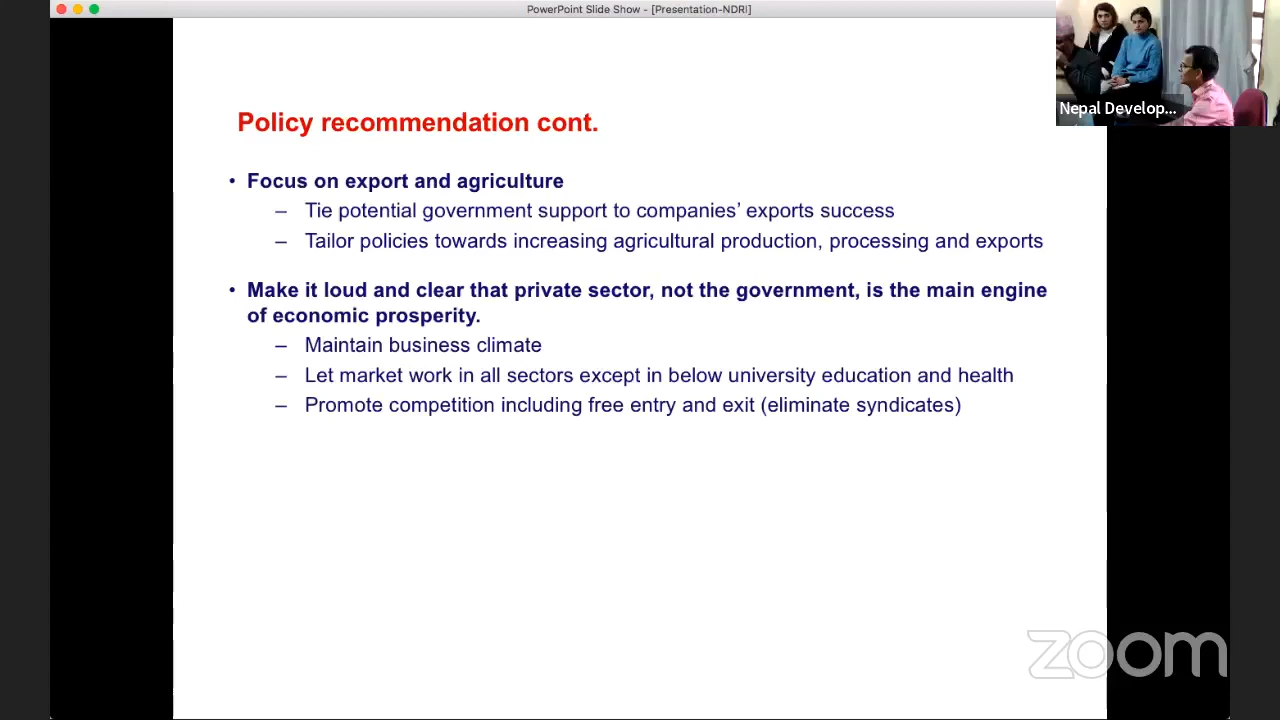 PowerPoint Slide Show - [Presentation-NDRI]
Nepal Develop...
Policy recommendation cont.
• Focus on export and agriculture
– Tie potential government support to companies’ exports success
– Tailor policies towards increasing agricultural production, processing and exports
• Make it loud and clear that private sector, not the government, is the main engine
of economic prosperity.
– Maintain business climate
– Let market work in all sectors except in below university education and health
– Promote competition including free entry and exit (eliminate syndicates)
zoom